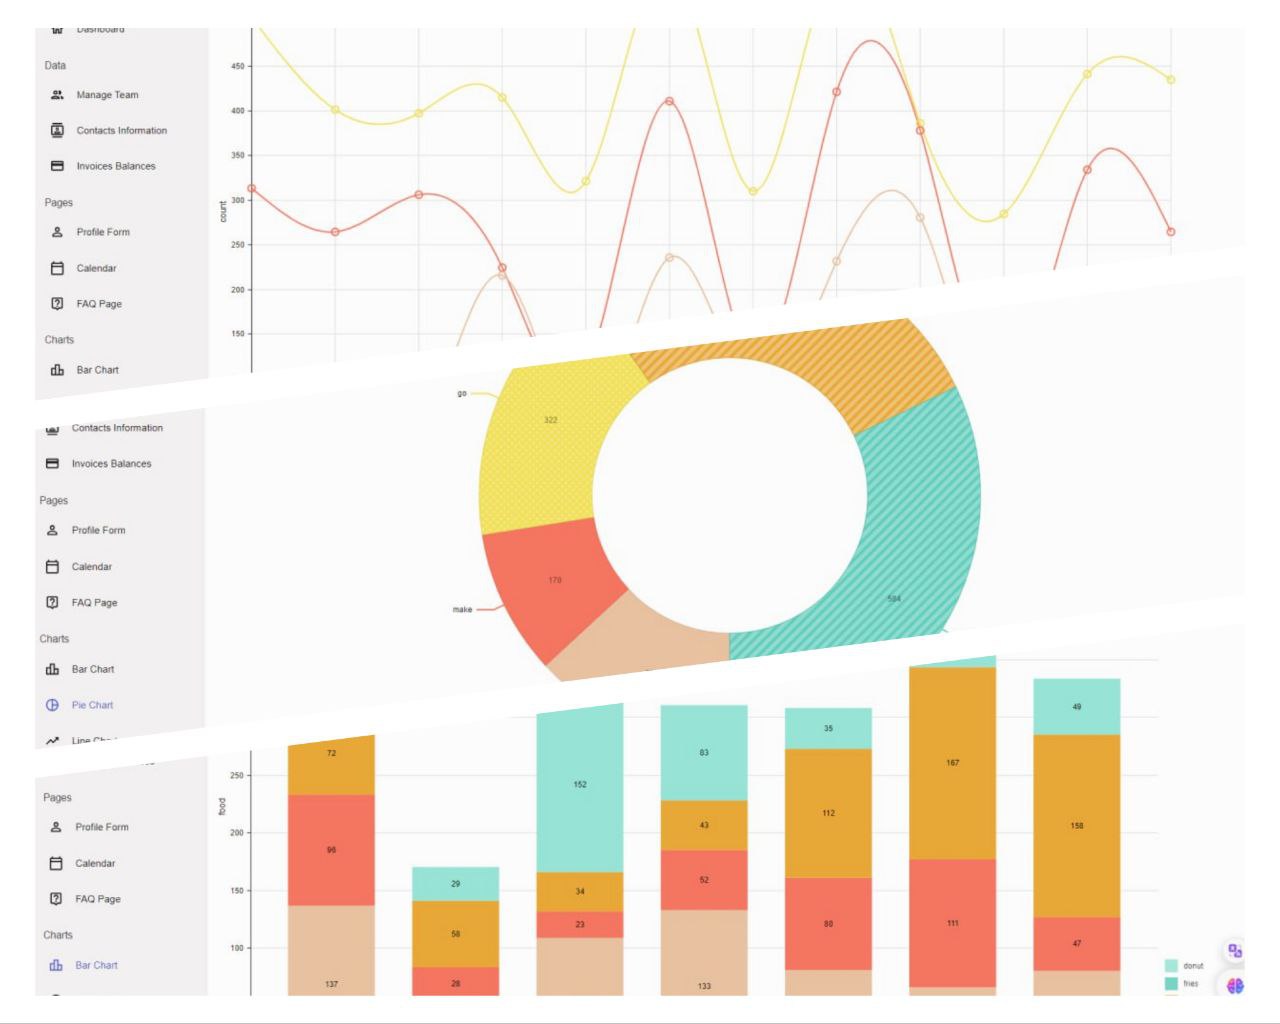 Dashboard
Data
Manage Team
Contacts Information
Invoices Balances
Pages
Profile Form
Calendar
FAQ Page
Charts
Bar Chart
450
400
350
300
250
200
150
count
Contacts Information
Invoices Balances
Pages
Profile Form
Calendar
FAQ Page
Charts
Bar Chart
Pie Chart
Line
go
322
make
178
Pages
Profile Form
Calendar
FAQ Page
Charts
Bar Chart
food
250
200
150
100
72
96
137
29
58
28
152
34
23
83
43
52
133
35
112
80
167
111
49
158
47
donut
fries